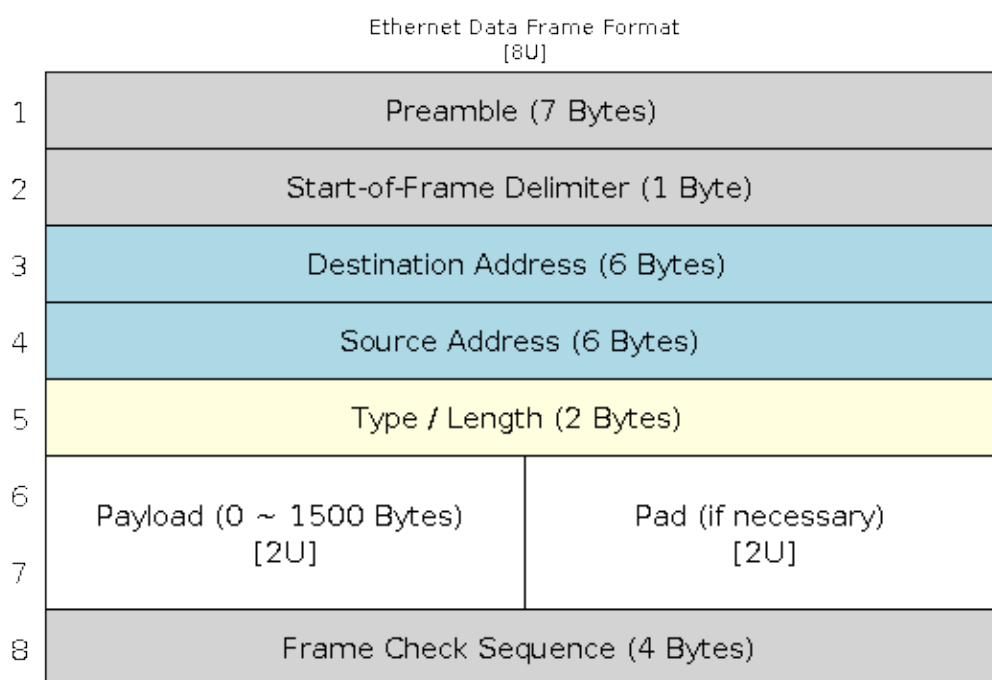 Ethernet Data Frame Format
[8U]
1
Preamble (7 Bytes)
2
Start-of-Frame Delimiter (1 Byte)
3
Destination Address (6 Bytes)
4
Source Address (6 Bytes)
5
Type / Length (2 Bytes)
6
Payload (0 ~ 1500 Bytes)
[2U]
Pad (if necessary)
[2U]
7
8
Frame Check Sequence (4 Bytes)